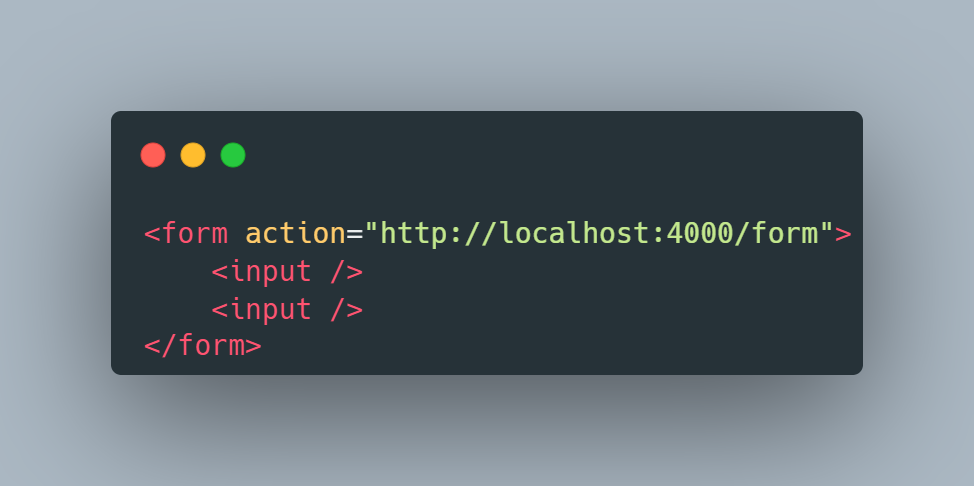 <form action="http://localhost:4000/form">
    <input />
    <input />
</form>